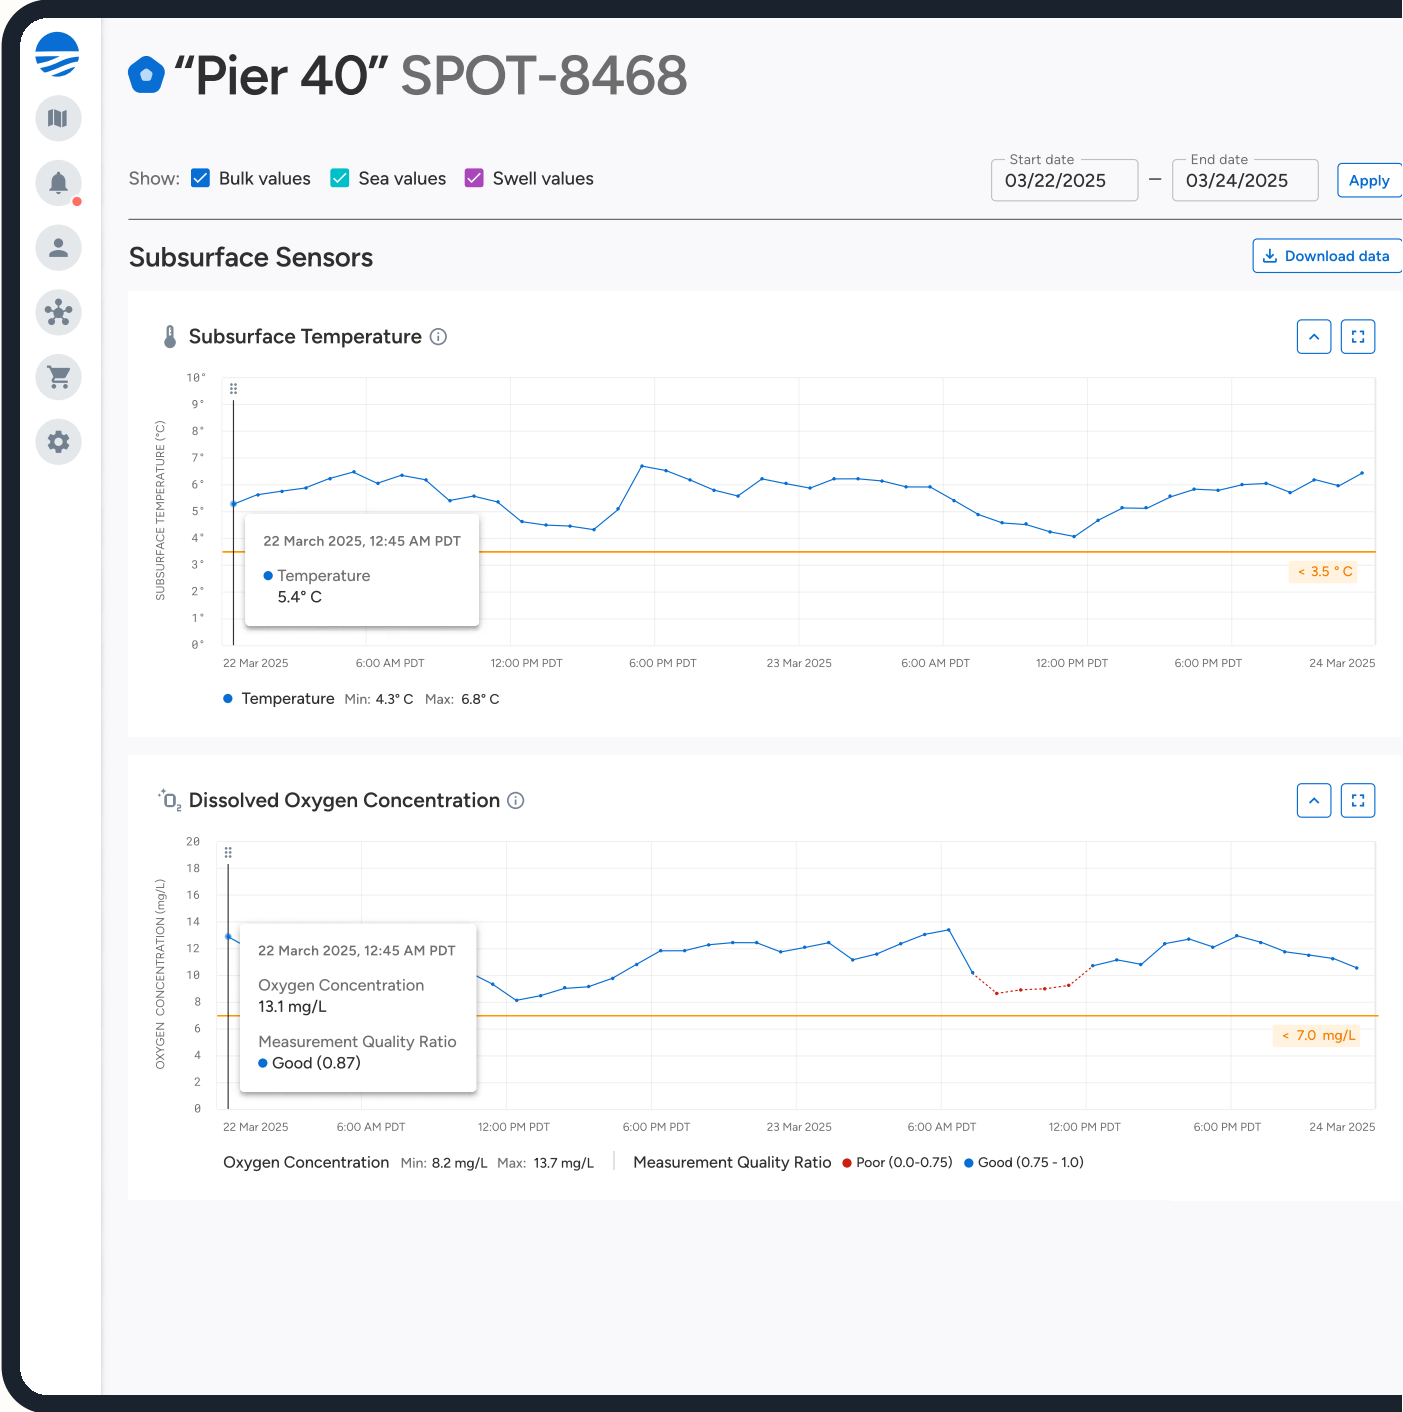 “Pier 40” SPOT-8468
Show: Bulk values Sea values Swell values
Start date
03/22/2025
–
End date
03/24/2025
Apply
Subsurface Sensors
Download data
Subsurface Temperature
SUBSURFACE TEMPERATURE (°C)
10°
9°
8°
7°
6°
5°
4°
3°
2°
1°
0°
22 March 2025, 12:45 AM PDT
Temperature
5.4° C
< 3.5 ° C
22 Mar 2025 6:00 AM PDT 12:00 PM PDT 6:00 PM PDT 23 Mar 2025 6:00 AM PDT 12:00 PM PDT 6:00 PM PDT 24 Mar 2025
Temperature Min: 4.3° C Max: 6.8° C
O2 Dissolved Oxygen Concentration
OXYGEN CONCENTRATION (mg/L)
20
18
16
14
12
10
8
6
4
2
0
22 March 2025, 12:45 AM PDT
Oxygen Concentration
13.1 mg/L
Measurement Quality Ratio
Good (0.87)
< 7.0 mg/L
22 Mar 2025 6:00 AM PDT 12:00 PM PDT 6:00 PM PDT 23 Mar 2025 6:00 AM PDT 12:00 PM PDT 6:00 PM PDT 24 Mar 2025
Oxygen Concentration Min: 8.2 mg/L Max: 13.7 mg/L Measurement Quality Ratio Poor (0.0-0.75) Good (0.75 - 1.0)